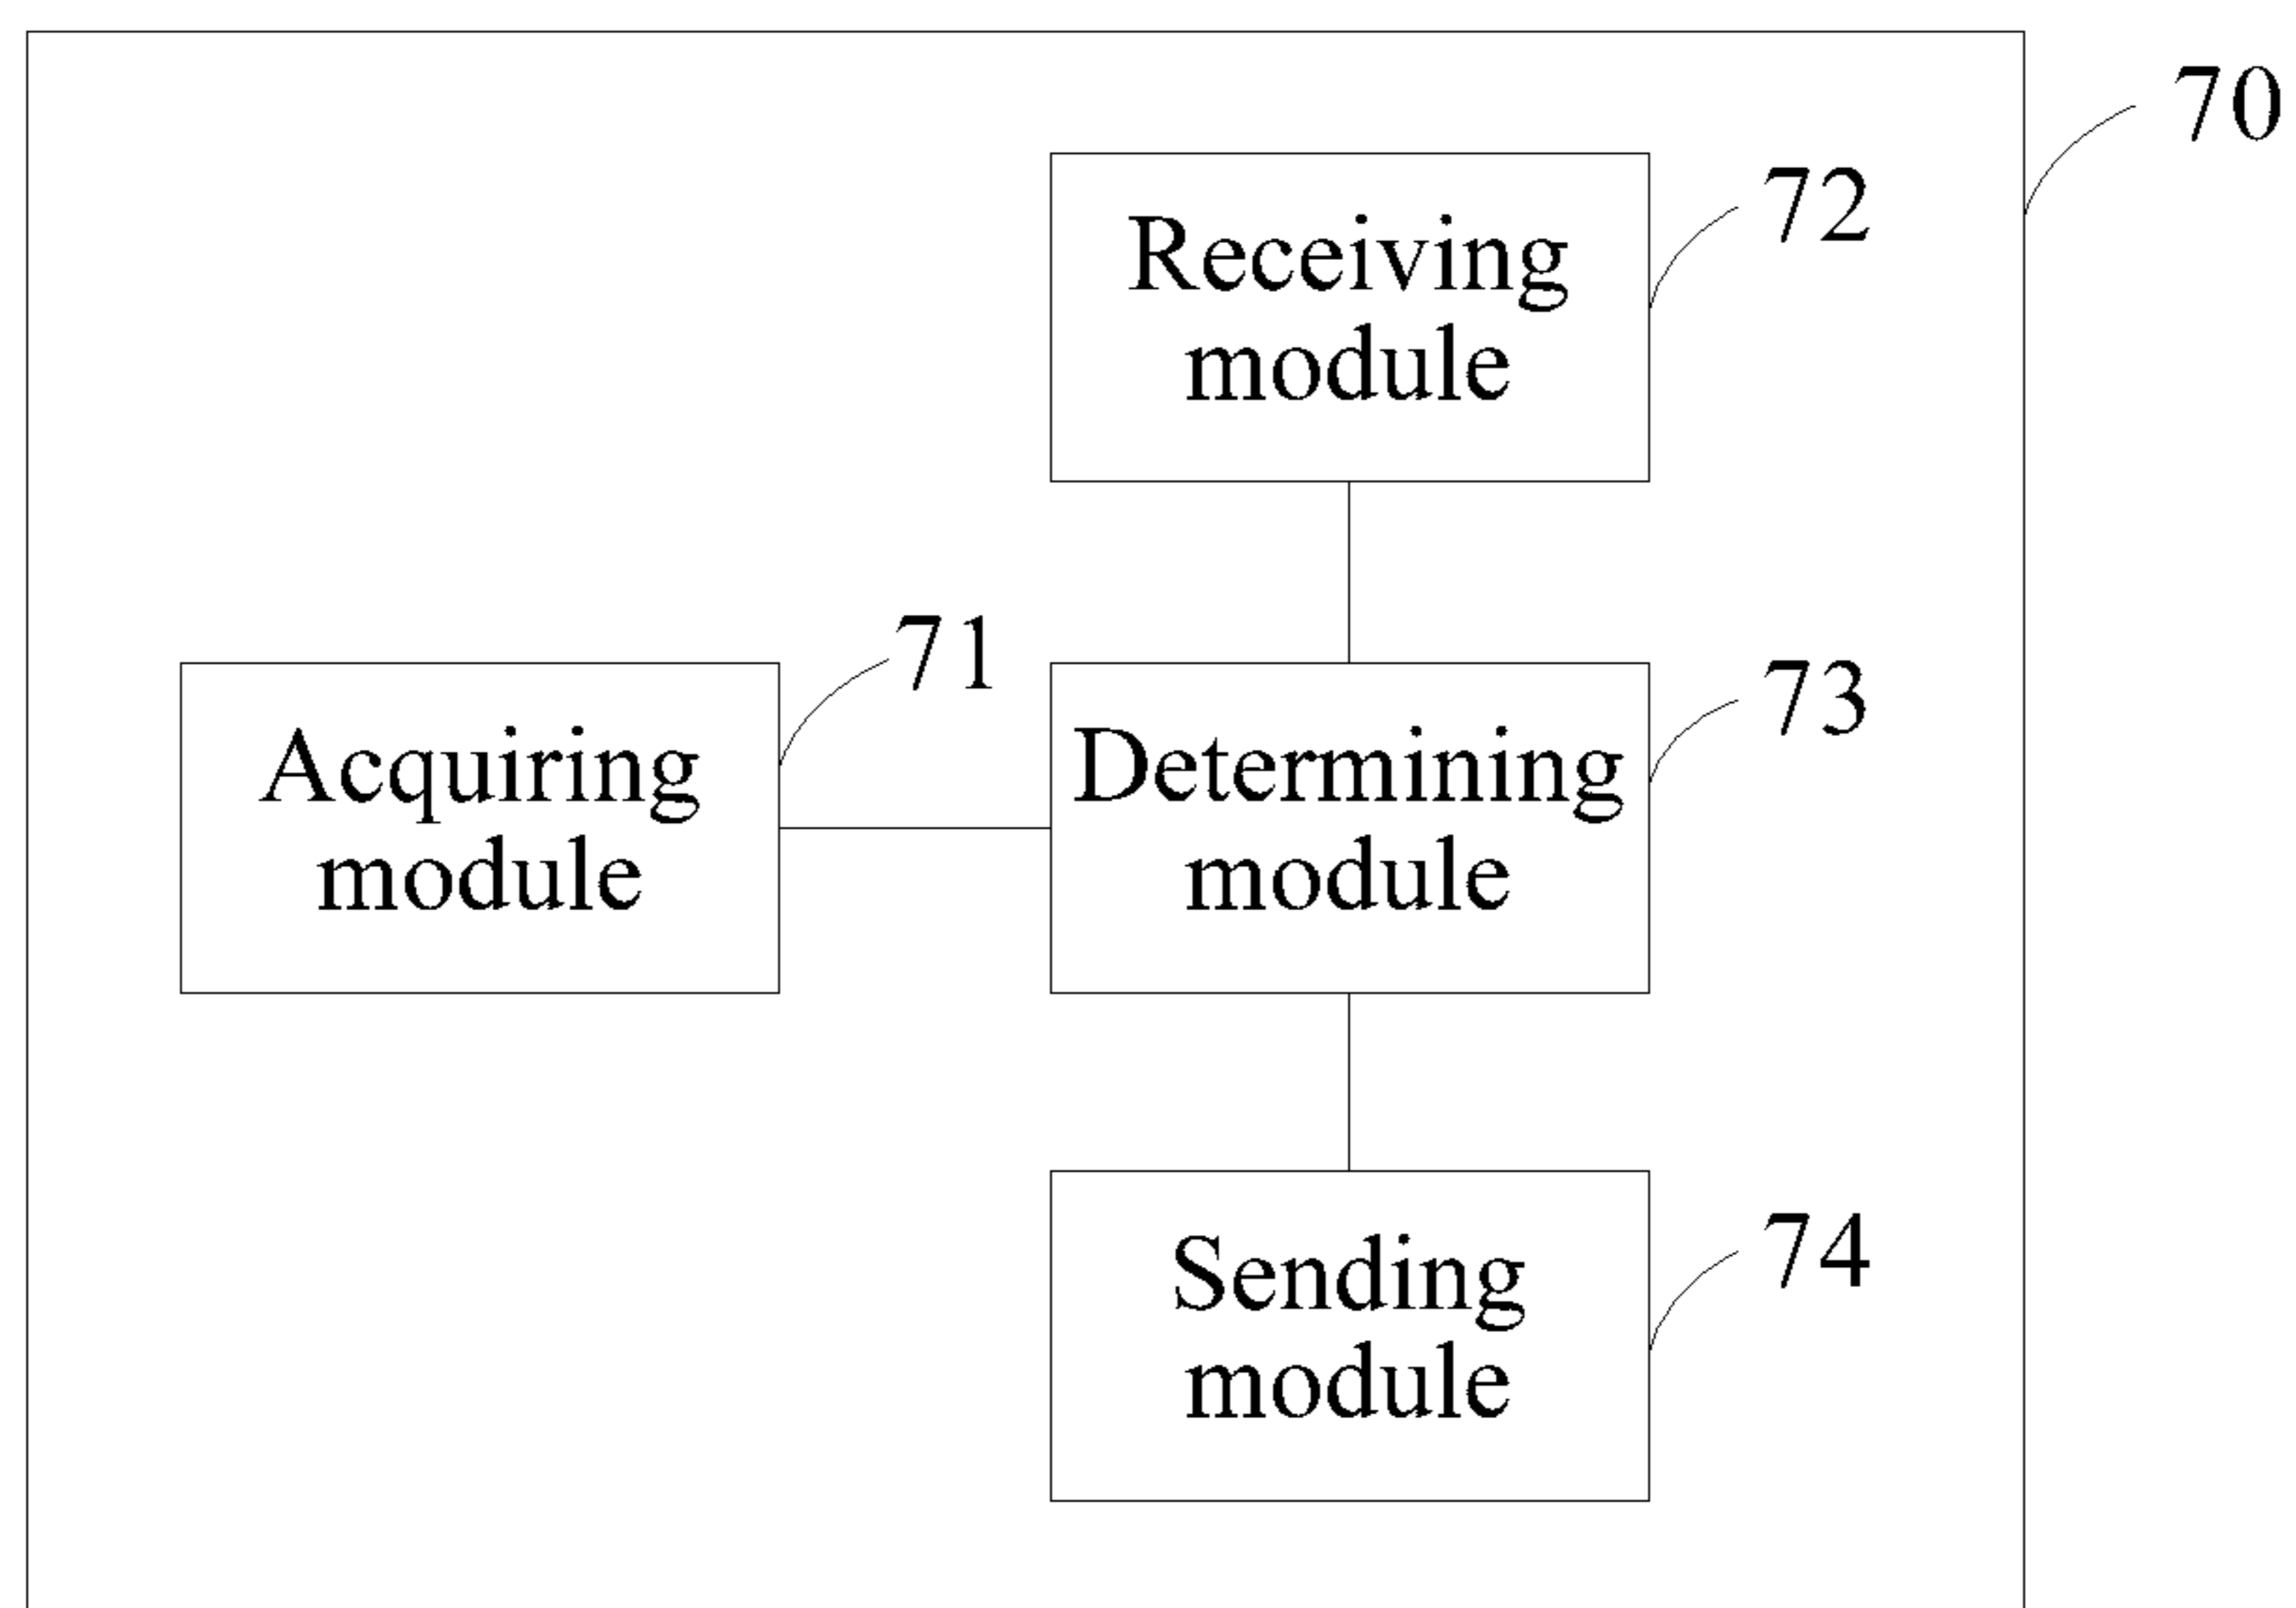 70
72
Receiving
module
71
Acquiring
module
73
Determining
module
74
Sending
module